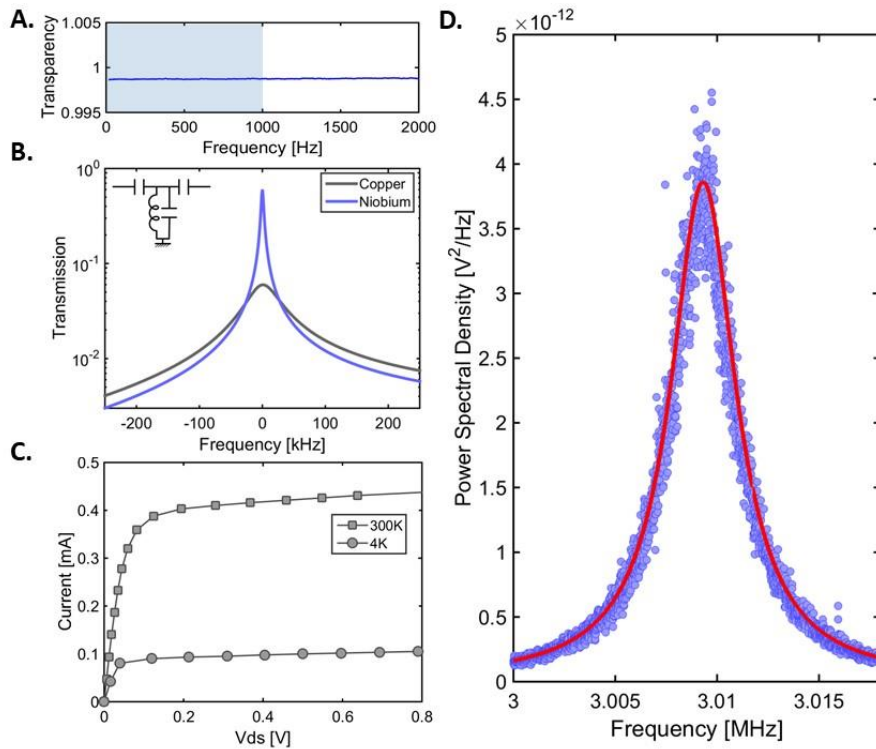 A.
1.005
1
0.995
Transparency
0 500 1000 1500 2000
Frequency [Hz]
B.
10^0
10^-1
10^-2
Transmission
Copper
Niobium
-200 -100 0 100 200
Frequency [kHz]
C.
0.5
0.4
0.3
0.2
0.1
0
Current [mA]
300K
4K
0 0.2 0.4 0.6 0.8
Vds [V]
D.
×10^-12
5
4.5
4
3.5
3
2.5
2
1.5
1
0.5
0
Power Spectral Density [V^2/Hz]
3 3.005 3.01 3.015
Frequency [MHz]